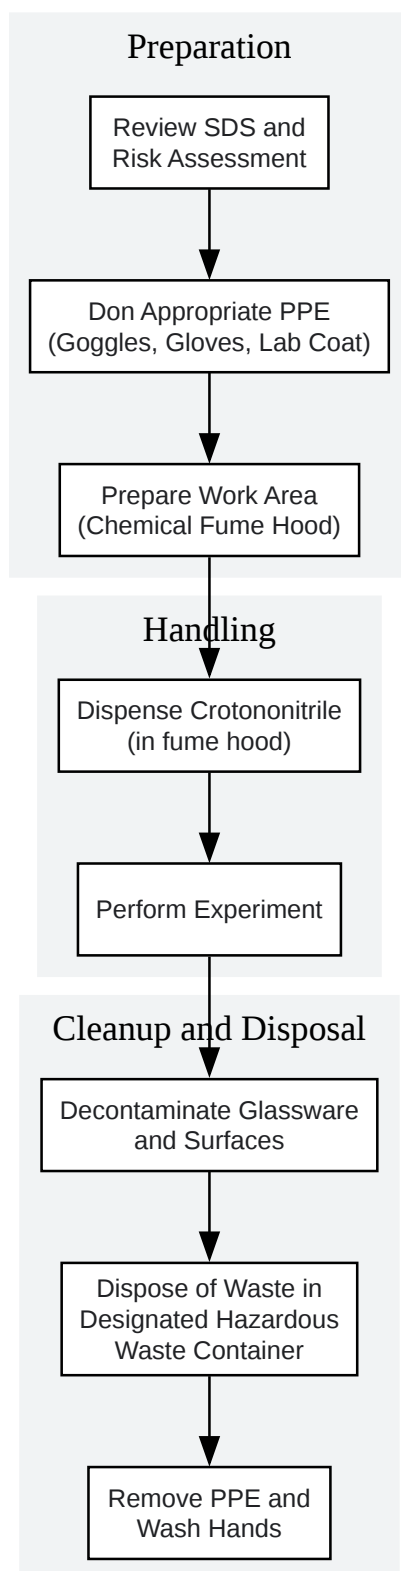 Preparation
Review SDS and
Risk Assessment
Don Appropriate PPE
(Goggles, Gloves, Lab Coat)
Prepare Work Area
(Chemical Fume Hood)
Handling
Dispense Crotononitrile
(in fume hood)
Perform Experiment
Cleanup and Disposal
Decontaminate Glassware
and Surfaces
Dispose of Waste in
Designated Hazardous
Waste Container
Remove PPE and
Wash Hands